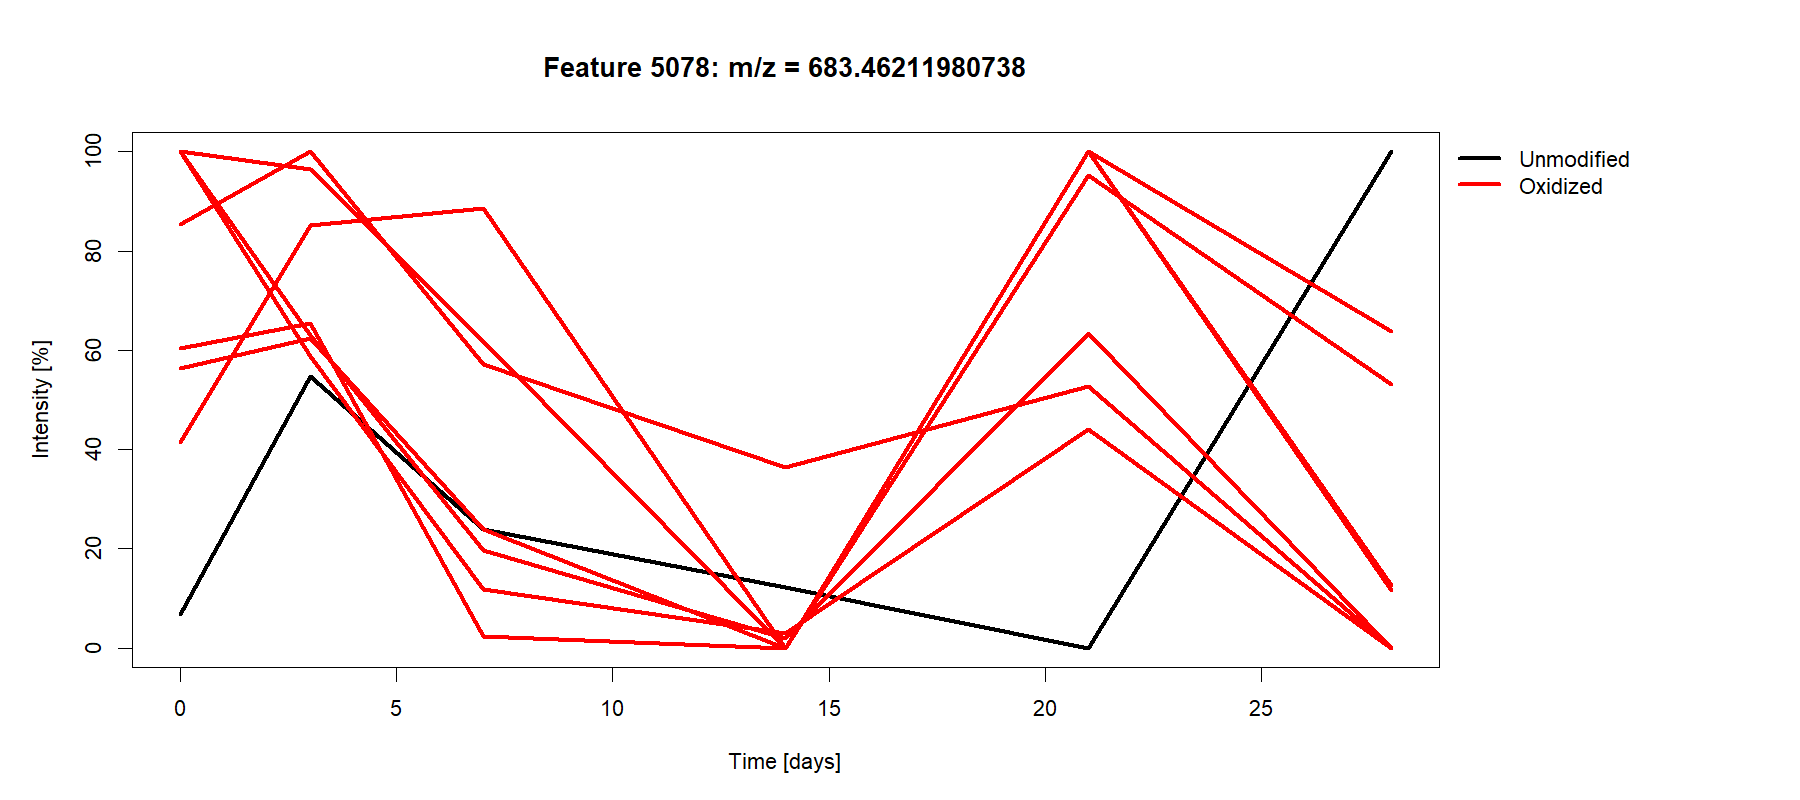 Feature 5078: m/z = 683.46211980738
Unmodified
Oxidized
Intensity [%]
100
80
60
40
20
0
0 5 10 15 20 25
Time [days]